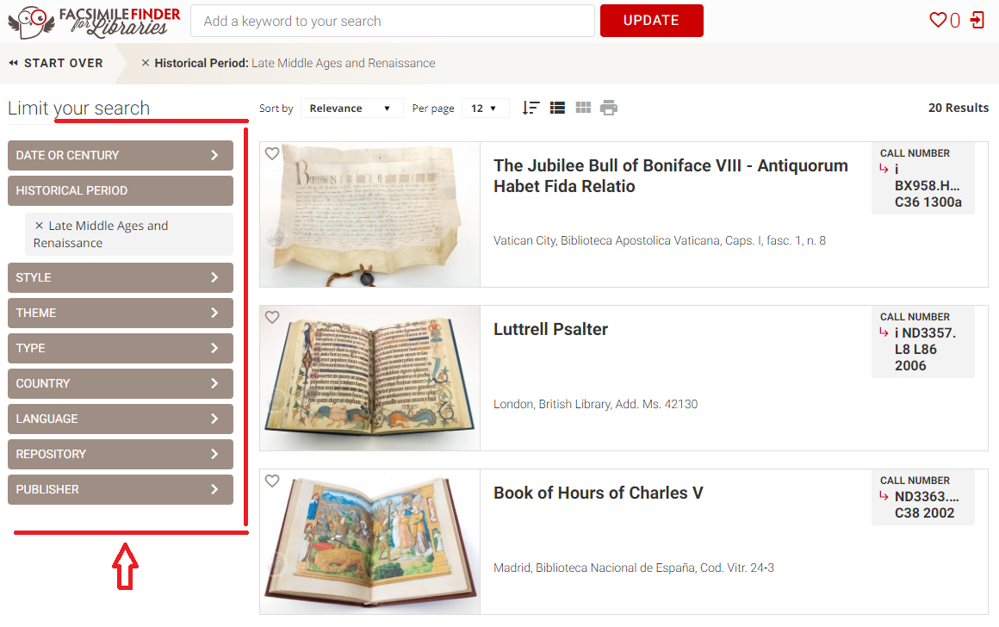 FACSIMILEFINDER
for Libraries
Add a keyword to your search
UPDATE
0
START OVER
× Historical Period: Late Middle Ages and Renaissance
Limit your search
Sort by
Relevance
Per page
12
20 Results
DATE OR CENTURY
HISTORICAL PERIOD
× Late Middle Ages and
Renaissance
STYLE
THEME
TYPE
COUNTRY
LANGUAGE
REPOSITORY
PUBLISHER
The Jubilee Bull of Boniface VIII - Antiquorum
Habet Fida Relatio
Vatican City, Biblioteca Apostolica Vaticana, Caps. I, fasc. 1, n. 8
CALL NUMBER
i
BX958.H...
C36 1300a
Luttrell Psalter
London, British Library, Add. Ms. 42130
CALL NUMBER
i ND3357.
L8 L86
2006
Book of Hours of Charles V
Madrid, Biblioteca Nacional de España, Cod. Vitr. 24-3
CALL NUMBER
ND3363....
C38 2002